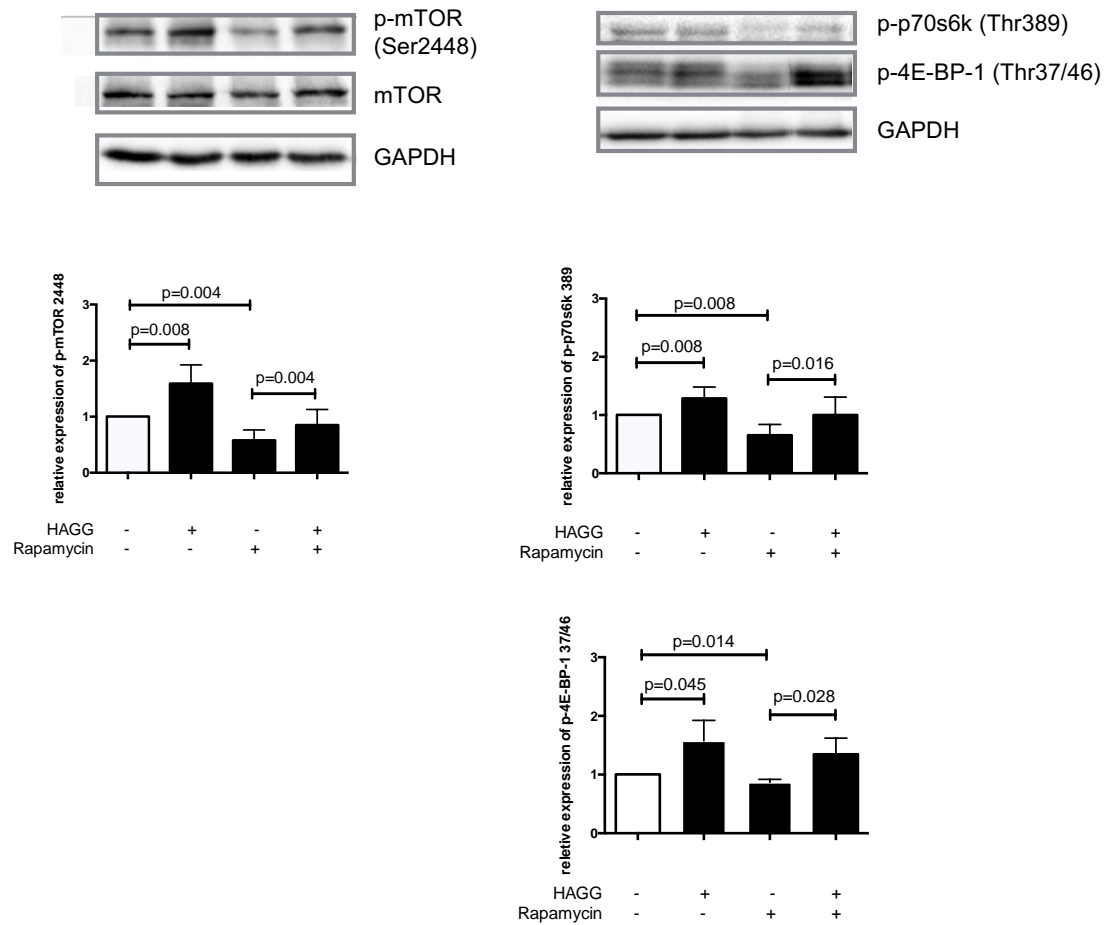 p-mTOR
(Ser2448)
mTOR
GAPDH
p-p70s6k (Thr389)
p-4E-BP-1 (Thr37/46)
GAPDH
relative expression of p-mTOR 2448
3
2
1
0
p=0.004
p=0.008
p=0.004
HAGG - + - +
Rapamycin - - + +
relative expression of p-p70s6k 389
3
2
1
0
p=0.008
p=0.008
p=0.016
HAGG - + - +
Rapamycin - - + +
reletive expression of p-4E-BP-1 37/46
3
2
1
0
p=0.014
p=0.045
p=0.028
HAGG - + - +
Rapamycin - - + +